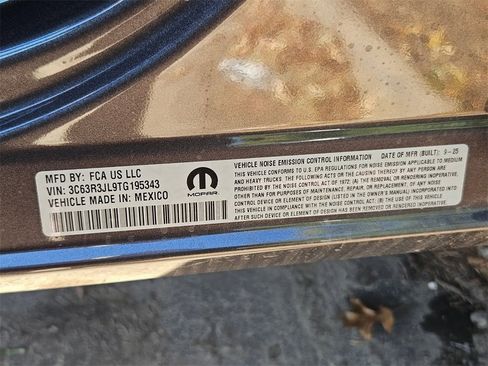 MFD BY: FCA US LLC
VIN: 3C63R3JL9TG195343
VEHICLE MADE IN: MEXICO
MOPAR
VEHICLE NOISE EMISSION CONTROL INFORMATION DATE OF MFR (BUILT): 9-25
THIS VEHICLE CONFORMS TO U.S. EPA REGULATIONS FOR NOISE EMISSION APPLICABLE TO MEDIUM
AND HEAVY TRUCKS. THE FOLLOWING ACTS OR THE CAUSING THEREOF BY ANY PERSON ARE
PROHIBITED BY THE NOISE CONTROL ACT OF 1972: (A) THE REMOVAL OR RENDERING INOPERATIVE,
OTHER THAN FOR PURPOSES OF MAINTENANCE, REPAIR, OR REPLACEMENT, OF ANY NOISE
CONTROL DEVICE OR ELEMENT OF DESIGN (LISTED IN THE OWNER'S MANUAL) INCORPORATED INTO
THIS VEHICLE IN COMPLIANCE WITH THE NOISE CONTROL ACT: (B) THE USE OF THIS VEHICLE
AFTER SUCH DEVICE OR ELEMENT OF DESIGN HAS BEEN REMOVED OR RENDERED INOPERATIVE.